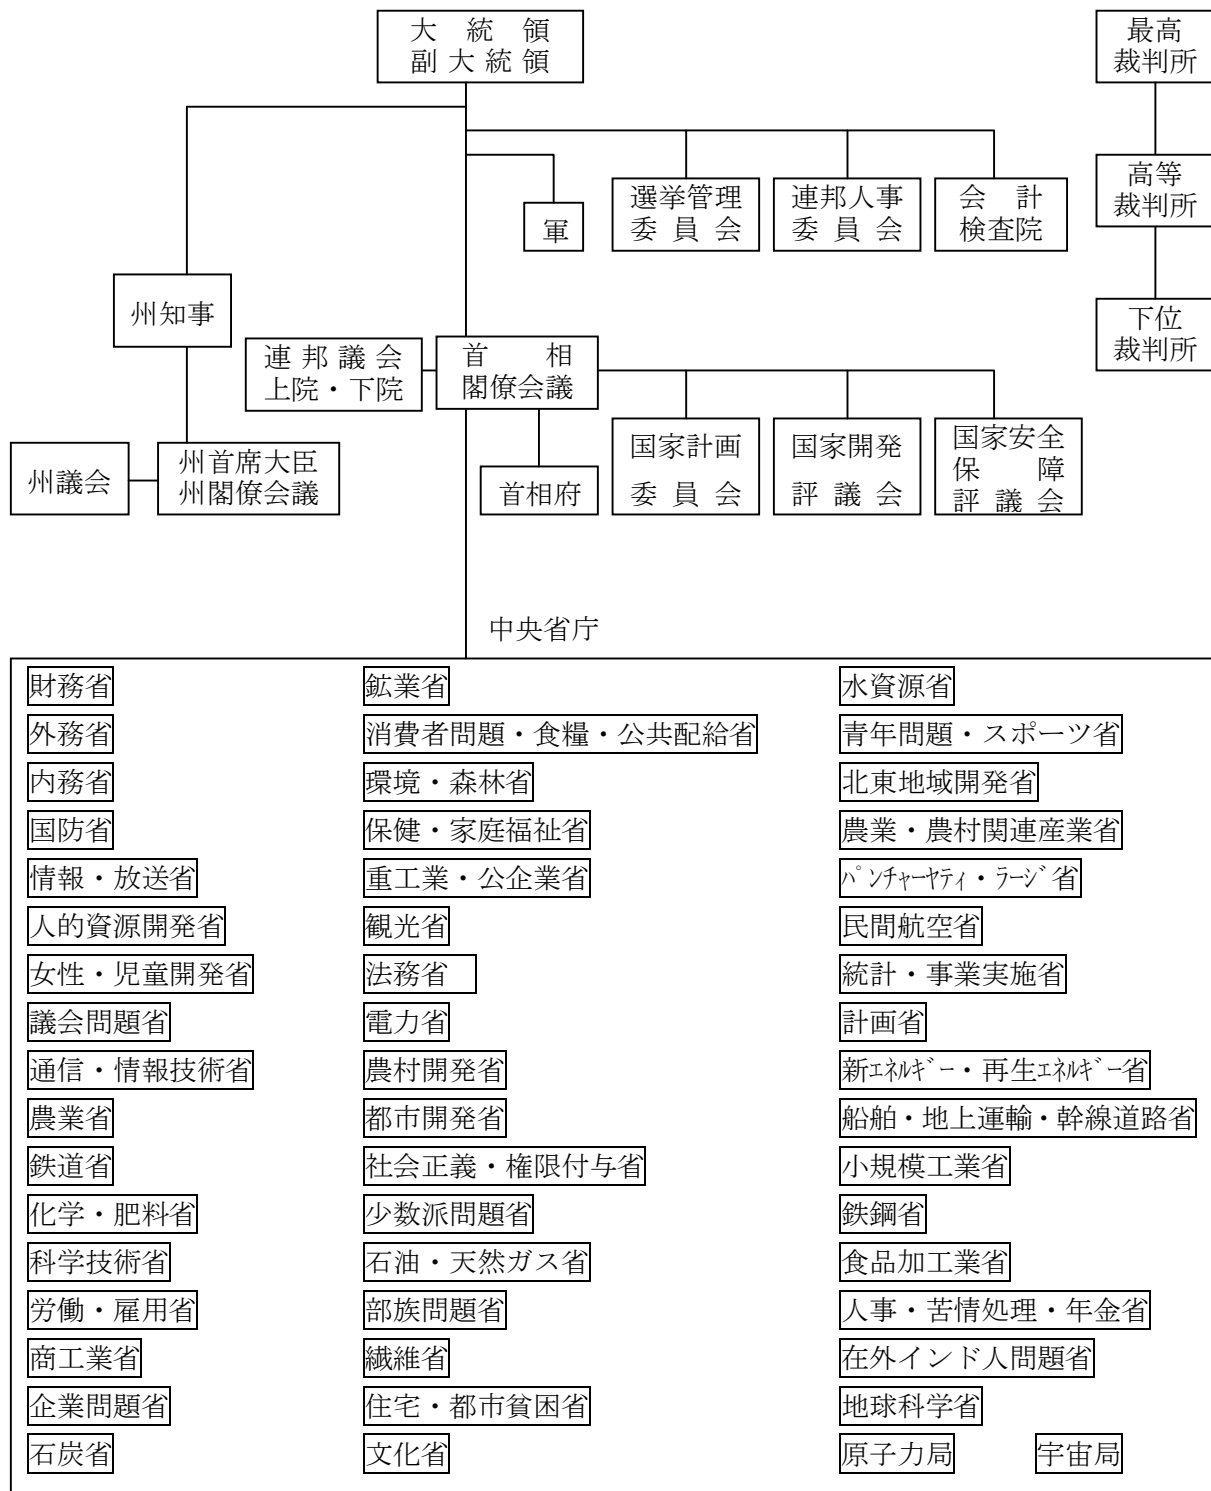 大統領
副大統領
最高
裁判所
選挙管理
委員会
連邦人事
委員会
会計
検査院
高等
裁判所
軍
州知事
下位
裁判所
連邦議会
上院・下院
首相
閣僚会議
国家計画
委員会
国家開発
評議会
国家安全
保障
評議会
州議会
州首席大臣
州閣僚会議
首相府
中央省庁
財務省
外務省
内務省
国防省
情報・放送省
人的資源開発省
女性・児童開発省
議会問題省
通信・情報技術省
農業省
鉄道省
化学・肥料省
科学技術省
労働・雇用省
商工業省
企業問題省
石炭省
鉱業省
消費者問題・食糧・公共配給省
環境・森林省
保健・家庭福祉省
重工業・公企業省
観光省
法務省
電力省
農村開発省
都市開発省
社会正義・権限付与省
少数派問題省
石油・天然ガス省
部族問題省
繊維省
住宅・都市貧困省
文化省
水資源省
青年問題・スポーツ省
北東地域開発省
農業・農村関連産業省
ﾊﾟﾝﾁｬｰﾔﾃｨ・ﾗｰｼﾞ省
民間航空省
統計・事業実施省
計画省
新ｴﾈﾙｷﾞｰ・再生ｴﾈﾙｷﾞｰ省
船舶・地上運輸・幹線道路省
小規模工業省
鉄鋼省
食品加工業省
人事・苦情処理・年金省
在外インド人問題省
地球科学省
原子力局 宇宙局